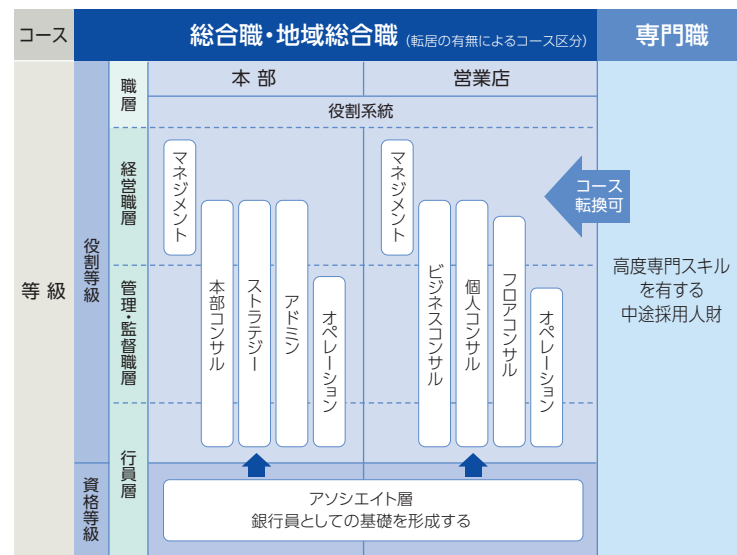 コース
総合職・地域総合職 (転居の有無によるコース区分)
専門職
職層
本部
営業店
役割系統
等級
役割等級
資格等級
経営職層
管理・監督職層
行員層
マネジメント
本部コンサル
ストラテジー
アドミン
オペレーション
マネジメント
ビジネスコンサル
個人コンサル
フロアコンサル
オペレーション
コース
転換可
高度専門スキル
を有する
中途採用人財
アソシエイト層
銀行員としての基礎を形成する